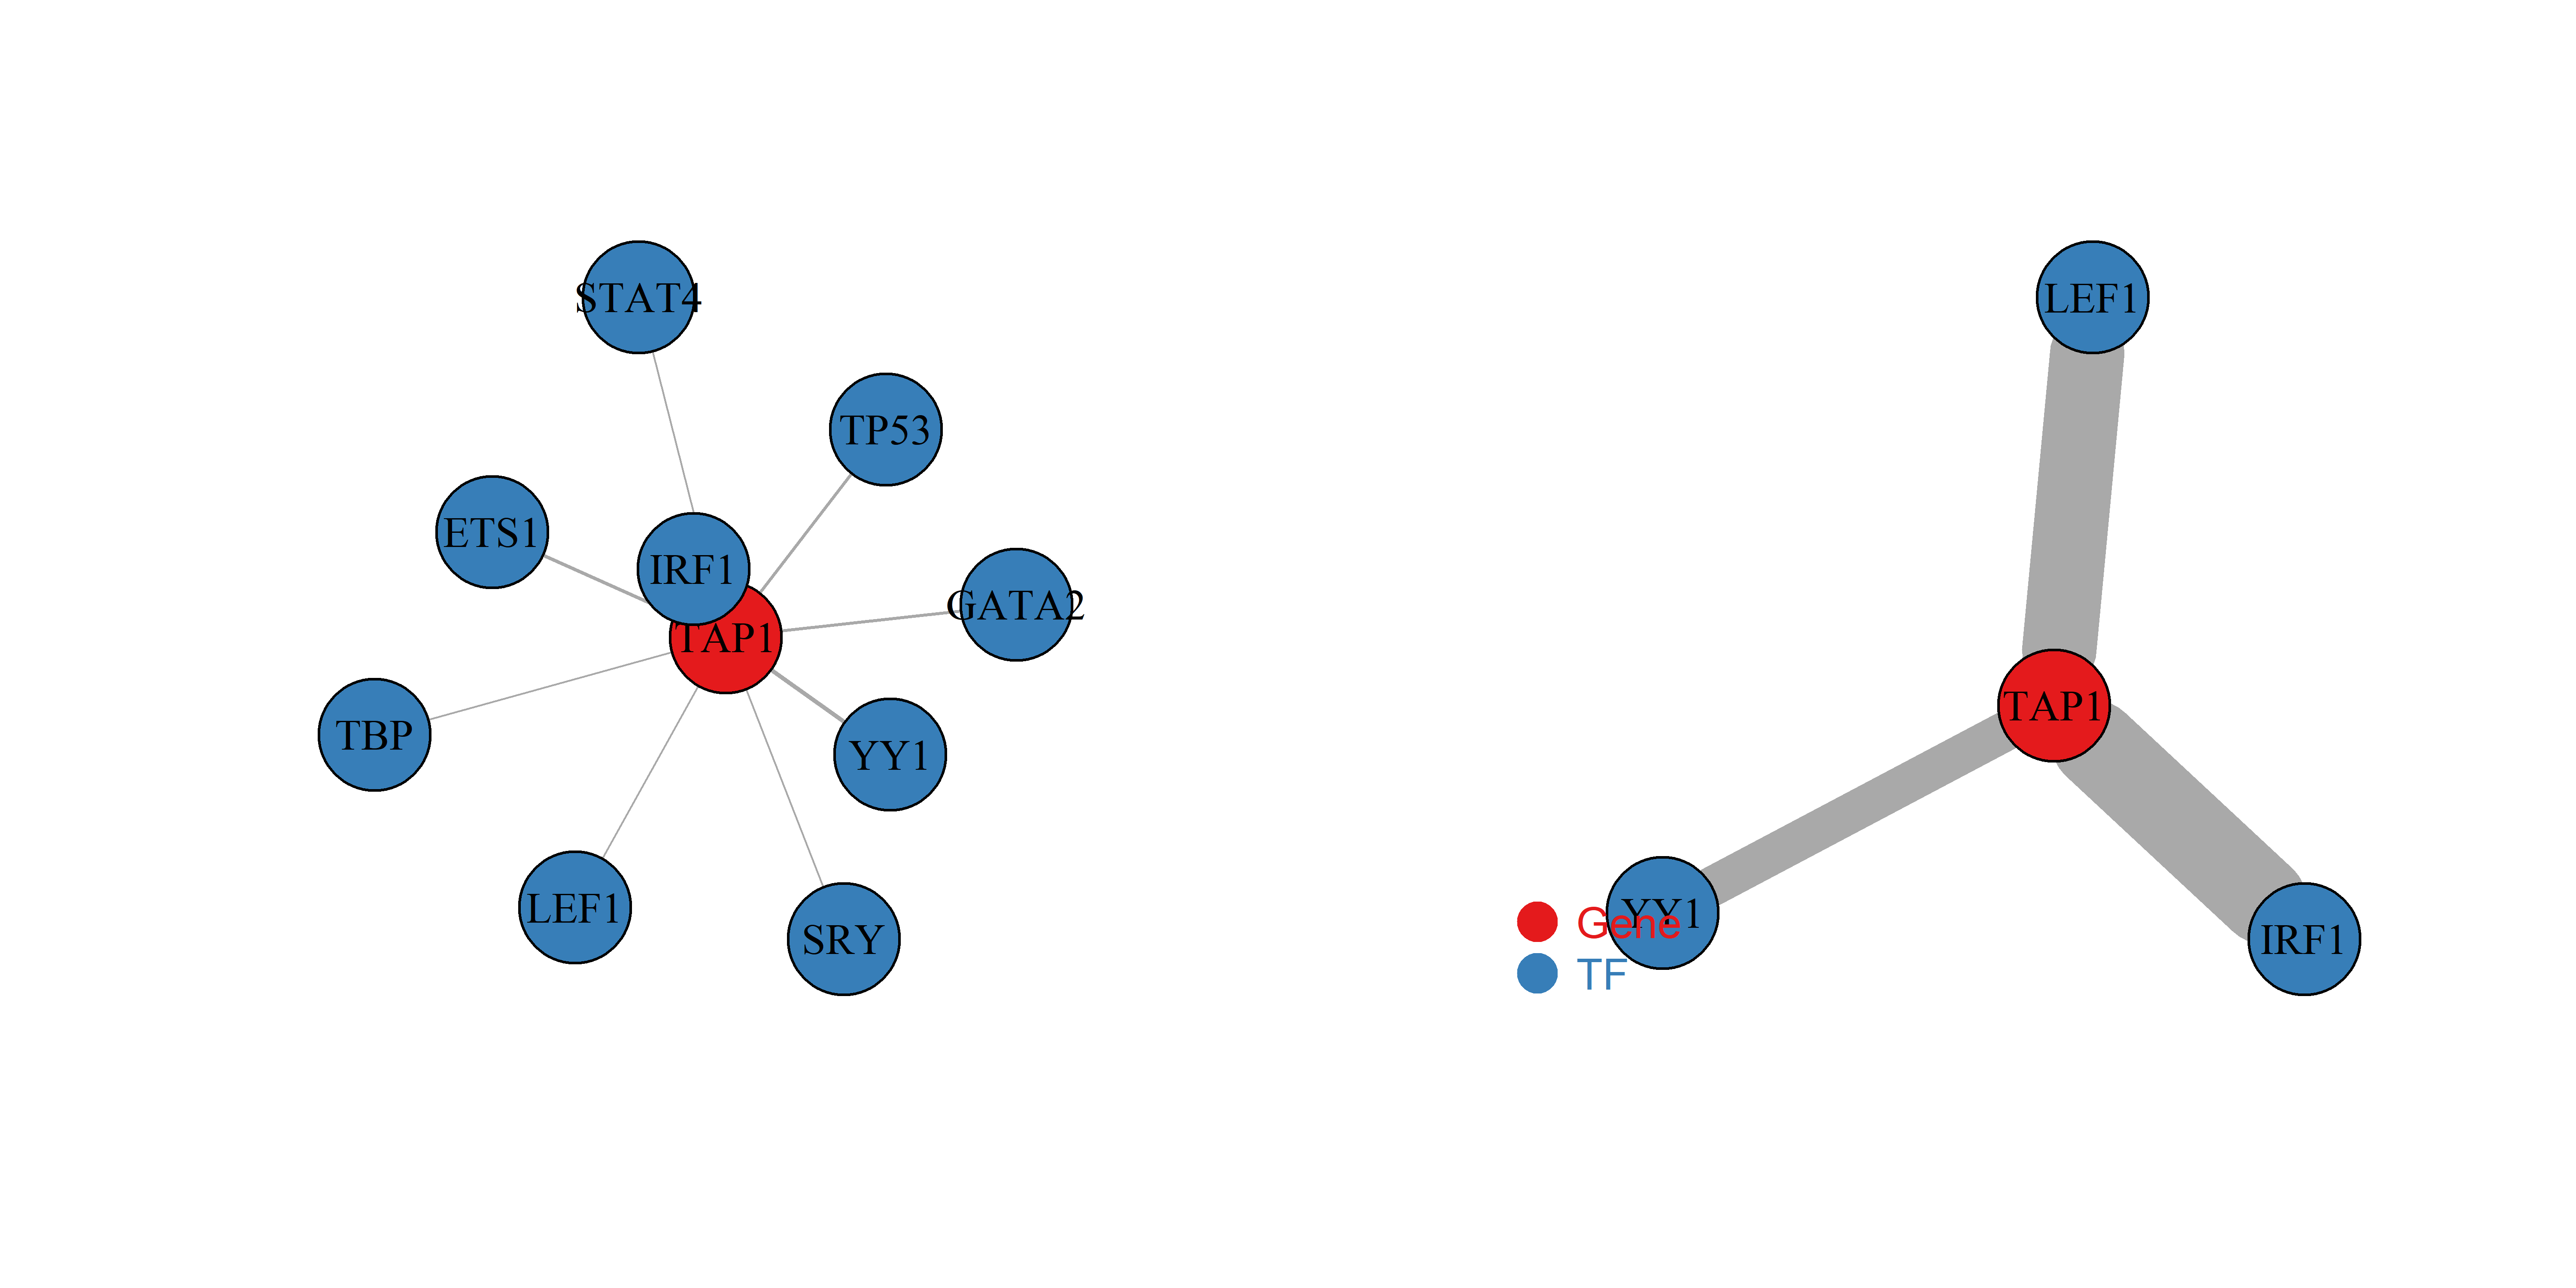 STAT4
TP53
ETS1
IRF1
GATA2
TAP1
TBP
YY1
LEF1
SRY
LEF1
TAP1
YY1
IRF1
Gene
TF